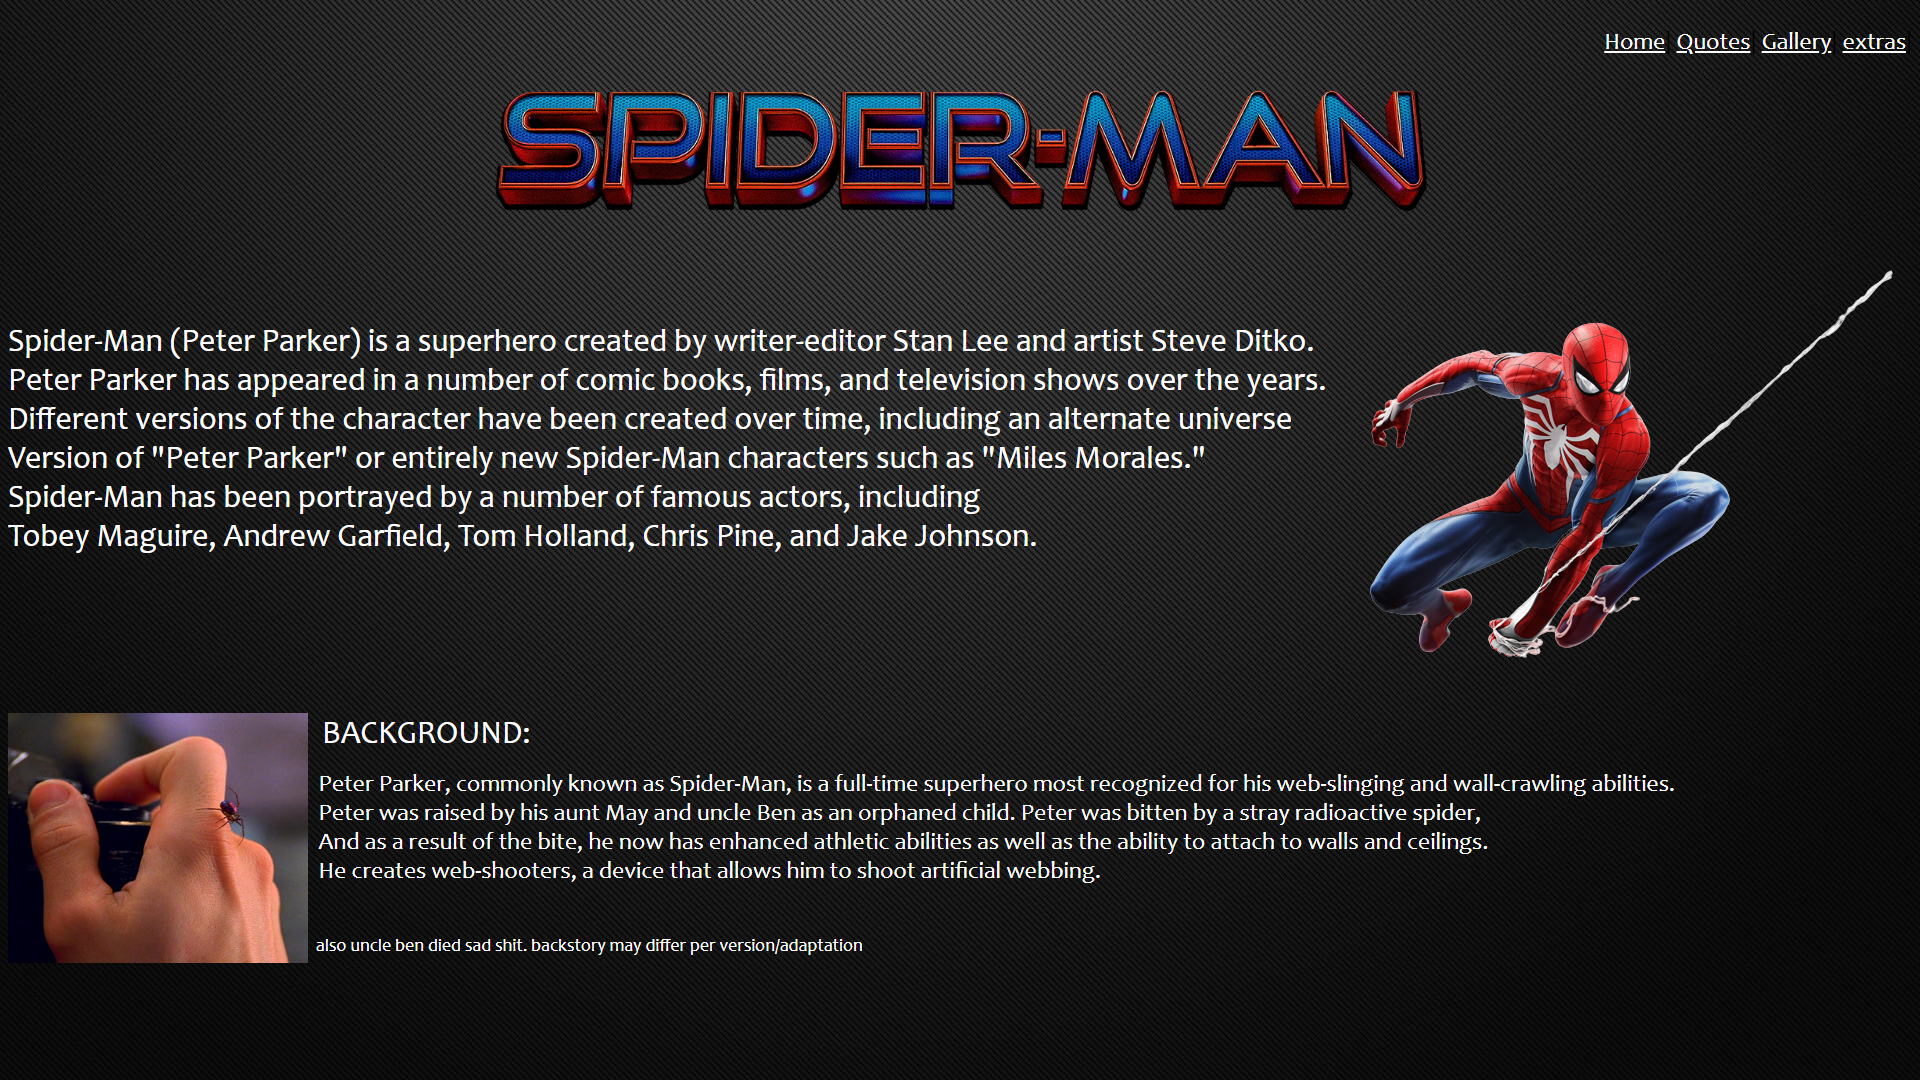 Home Quotes Gallery extras
SPIDER-MAN
Spider-Man (Peter Parker) is a superhero created by writer-editor Stan Lee and artist Steve Ditko.
Peter Parker has appeared in a number of comic books, films, and television shows over the years.
Different versions of the character have been created over time, including an alternate universe
Version of "Peter Parker" or entirely new Spider-Man characters such as "Miles Morales."
Spider-Man has been portrayed by a number of famous actors, including
Tobey Maguire, Andrew Garfield, Tom Holland, Chris Pine, and Jake Johnson.
BACKGROUND:
Peter Parker, commonly known as Spider-Man, is a full-time superhero most recognized for his web-slinging and wall-crawling abilities.
Peter was raised by his aunt May and uncle Ben as an orphaned child. Peter was bitten by a stray radioactive spider,
And as a result of the bite, he now has enhanced athletic abilities as well as the ability to attach to walls and ceilings.
He creates web-shooters, a device that allows him to shoot artificial webbing.
also uncle ben died sad shit. backstory may differ per version/adaptation